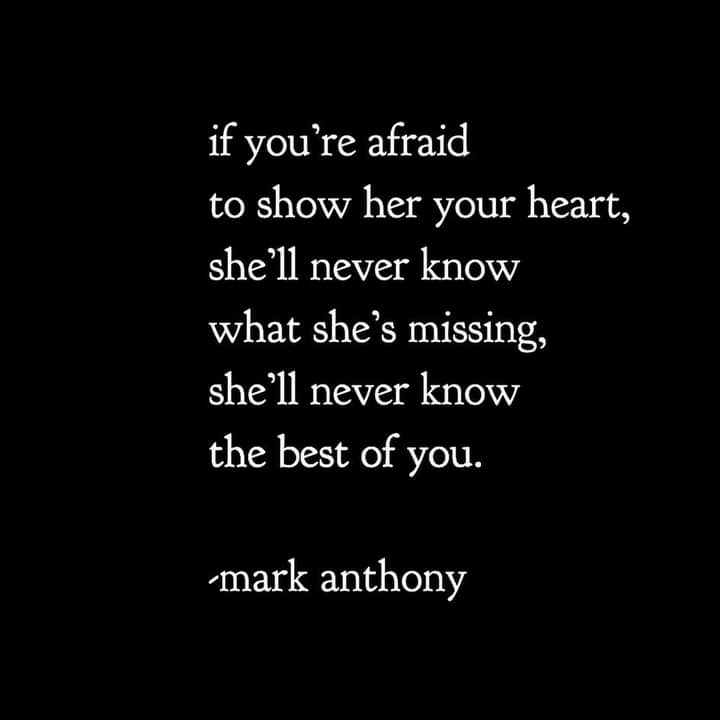 if you’re afraid
to show her your heart,
she’ll never know
what she’s missing,
she’ll never know
the best of you.
-mark anthony